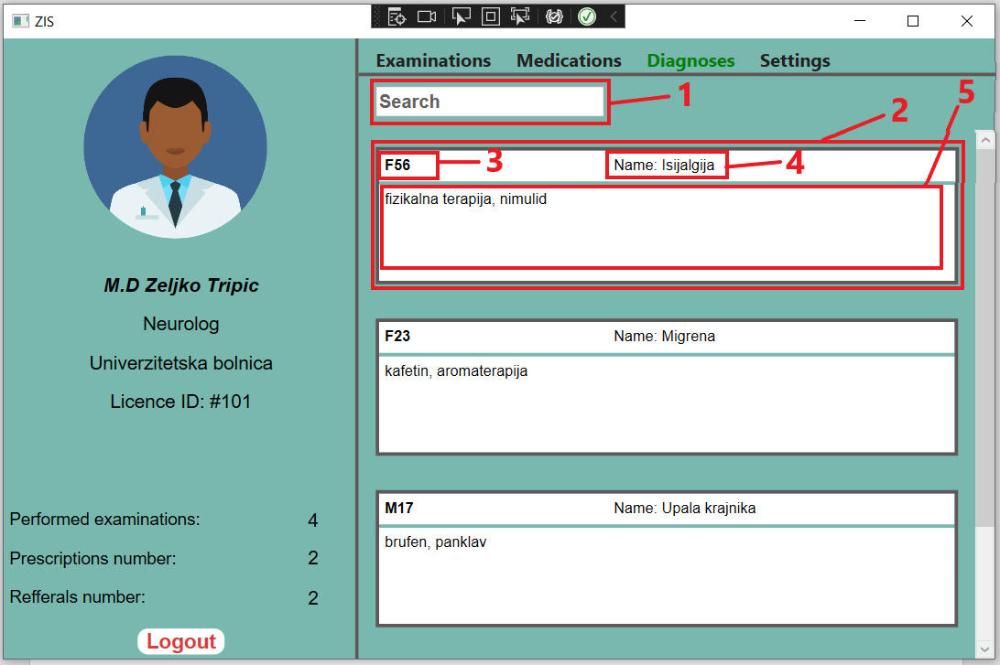 ZIS
M.D Zeljko Tripic
Neurolog
Univerzitetska bolnica
Licence ID: #101
Performed examinations: 4
Prescriptions number: 2
Refferals number: 2
Logout
Examinations Medications Diagnoses Settings
Search 1
2
5
F56 3 Name: Isijalgija 4
fizikalna terapija, nimulid
F23 Name: Migrena
kafetin, aromaterapija
M17 Name: Upala krajnika
brufen, panklav